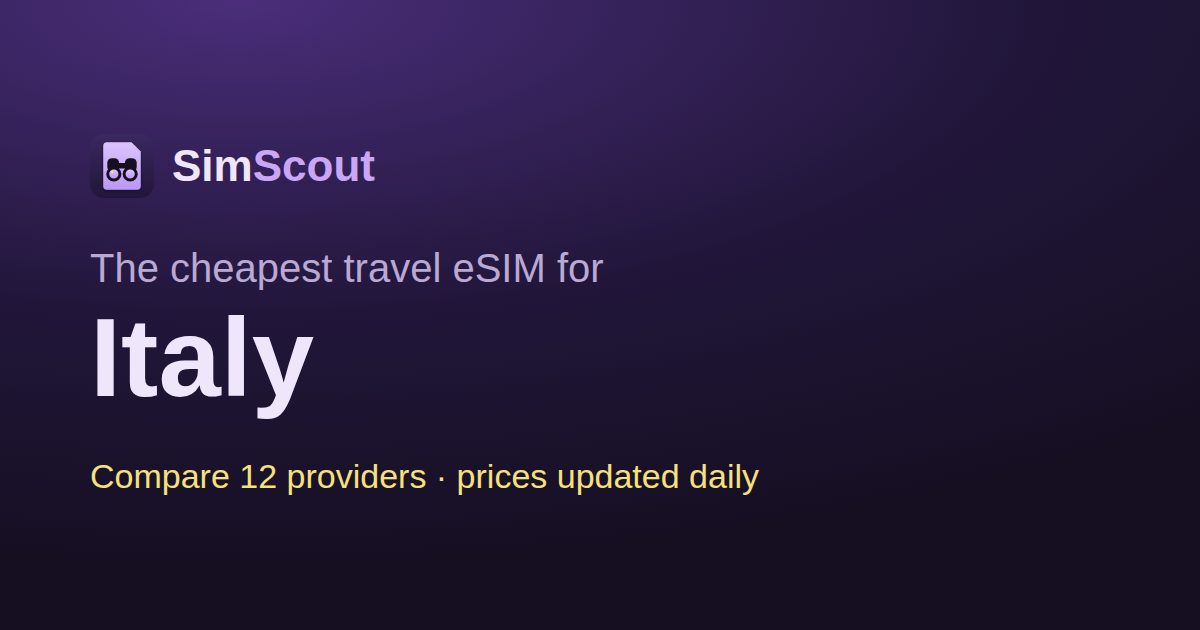 SimScout
The cheapest travel eSIM for
Italy
Compare 12 providers · prices updated daily